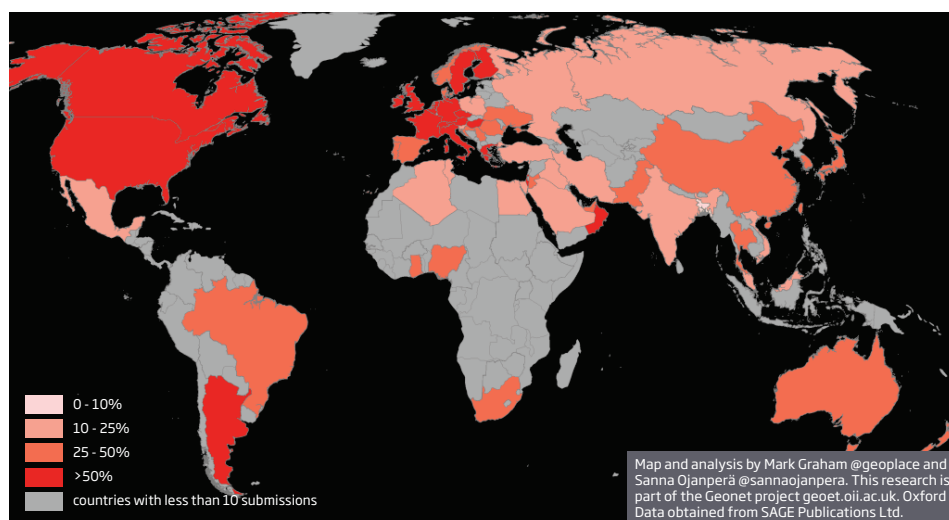 0 - 10%
10 - 25%
25 - 50%
>50%
countries with less than 10 submissions
Map and analysis by Mark Graham @geoplace and
Sanna Ojanperä @sannaojanpera. This research is
part of the Geonet project geoet.oii.ac.uk. Oxford
Data obtained from SAGE Publications Ltd.